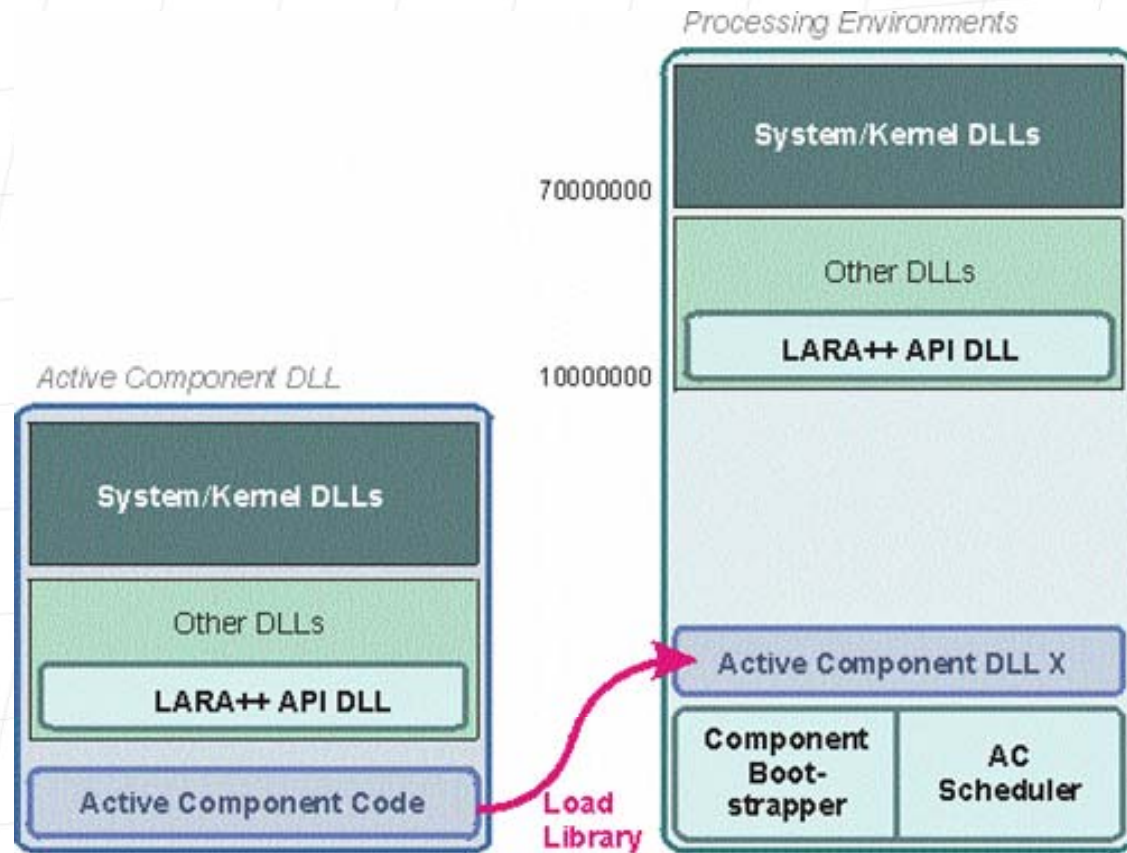 Processing Environments
System/Kernel DLLs
70000000
Other DLLs
LARA++ API DLL
10000000
Active Component DLL
System/Kernel DLLs
Other DLLs
LARA++ API DLL
Active Component Code
Load
Library
Active Component DLL X
Component
Boot-
strapper
AC
Scheduler